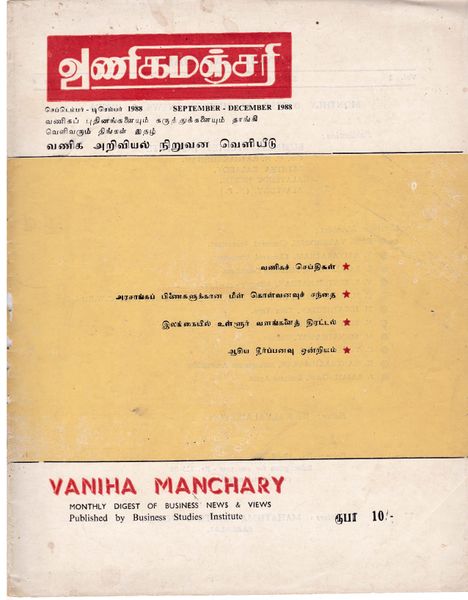 வணிகமஞ்சரி
செப்டெம்பர் - டிசெம்பர் 1988 SEPTEMBER - DECEMBER 1988
வணிகப் புதினங்களையும் கருத்துக்களையும் தாங்கி
வெளிவரும் திங்கள் இதழ்
வணிக அறிவியல் நிறுவன வெளியீடு
வணிகச் செய்திகள் ★
அரசாங்கப் பிணைகளுக்கான மீள் கொள்வனவுச் சந்தை ★
இலங்கையில் உள்ளூர் வளங்களைத் திரட்டல் ★
ஆசிய தீர்ப்பனவு ஒன்றியம் ★
VANIHA MANCHARY
MONTHLY DIGEST OF BUSINESS NEWS & VIEWS
Published by Business Studies Institute ரூபா 10/-